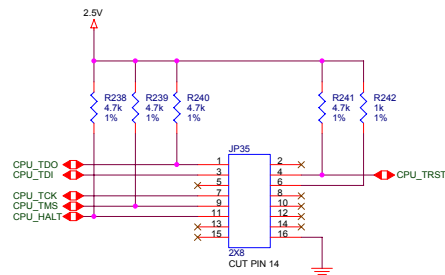 2.5V
R238
4.7k
1%
R239
4.7k
1%
R240
4.7k
1%
R241
4.7k
1%
R242
1k
1%
JP35
CPU_TDO 1 2
CPU_TDI 3 4 CPU_TRST
5 6
CPU_TCK 7 8
CPU_TMS 9 10
CPU_HALT 11 12
13 14
15 16
2X8
CUT PIN 14